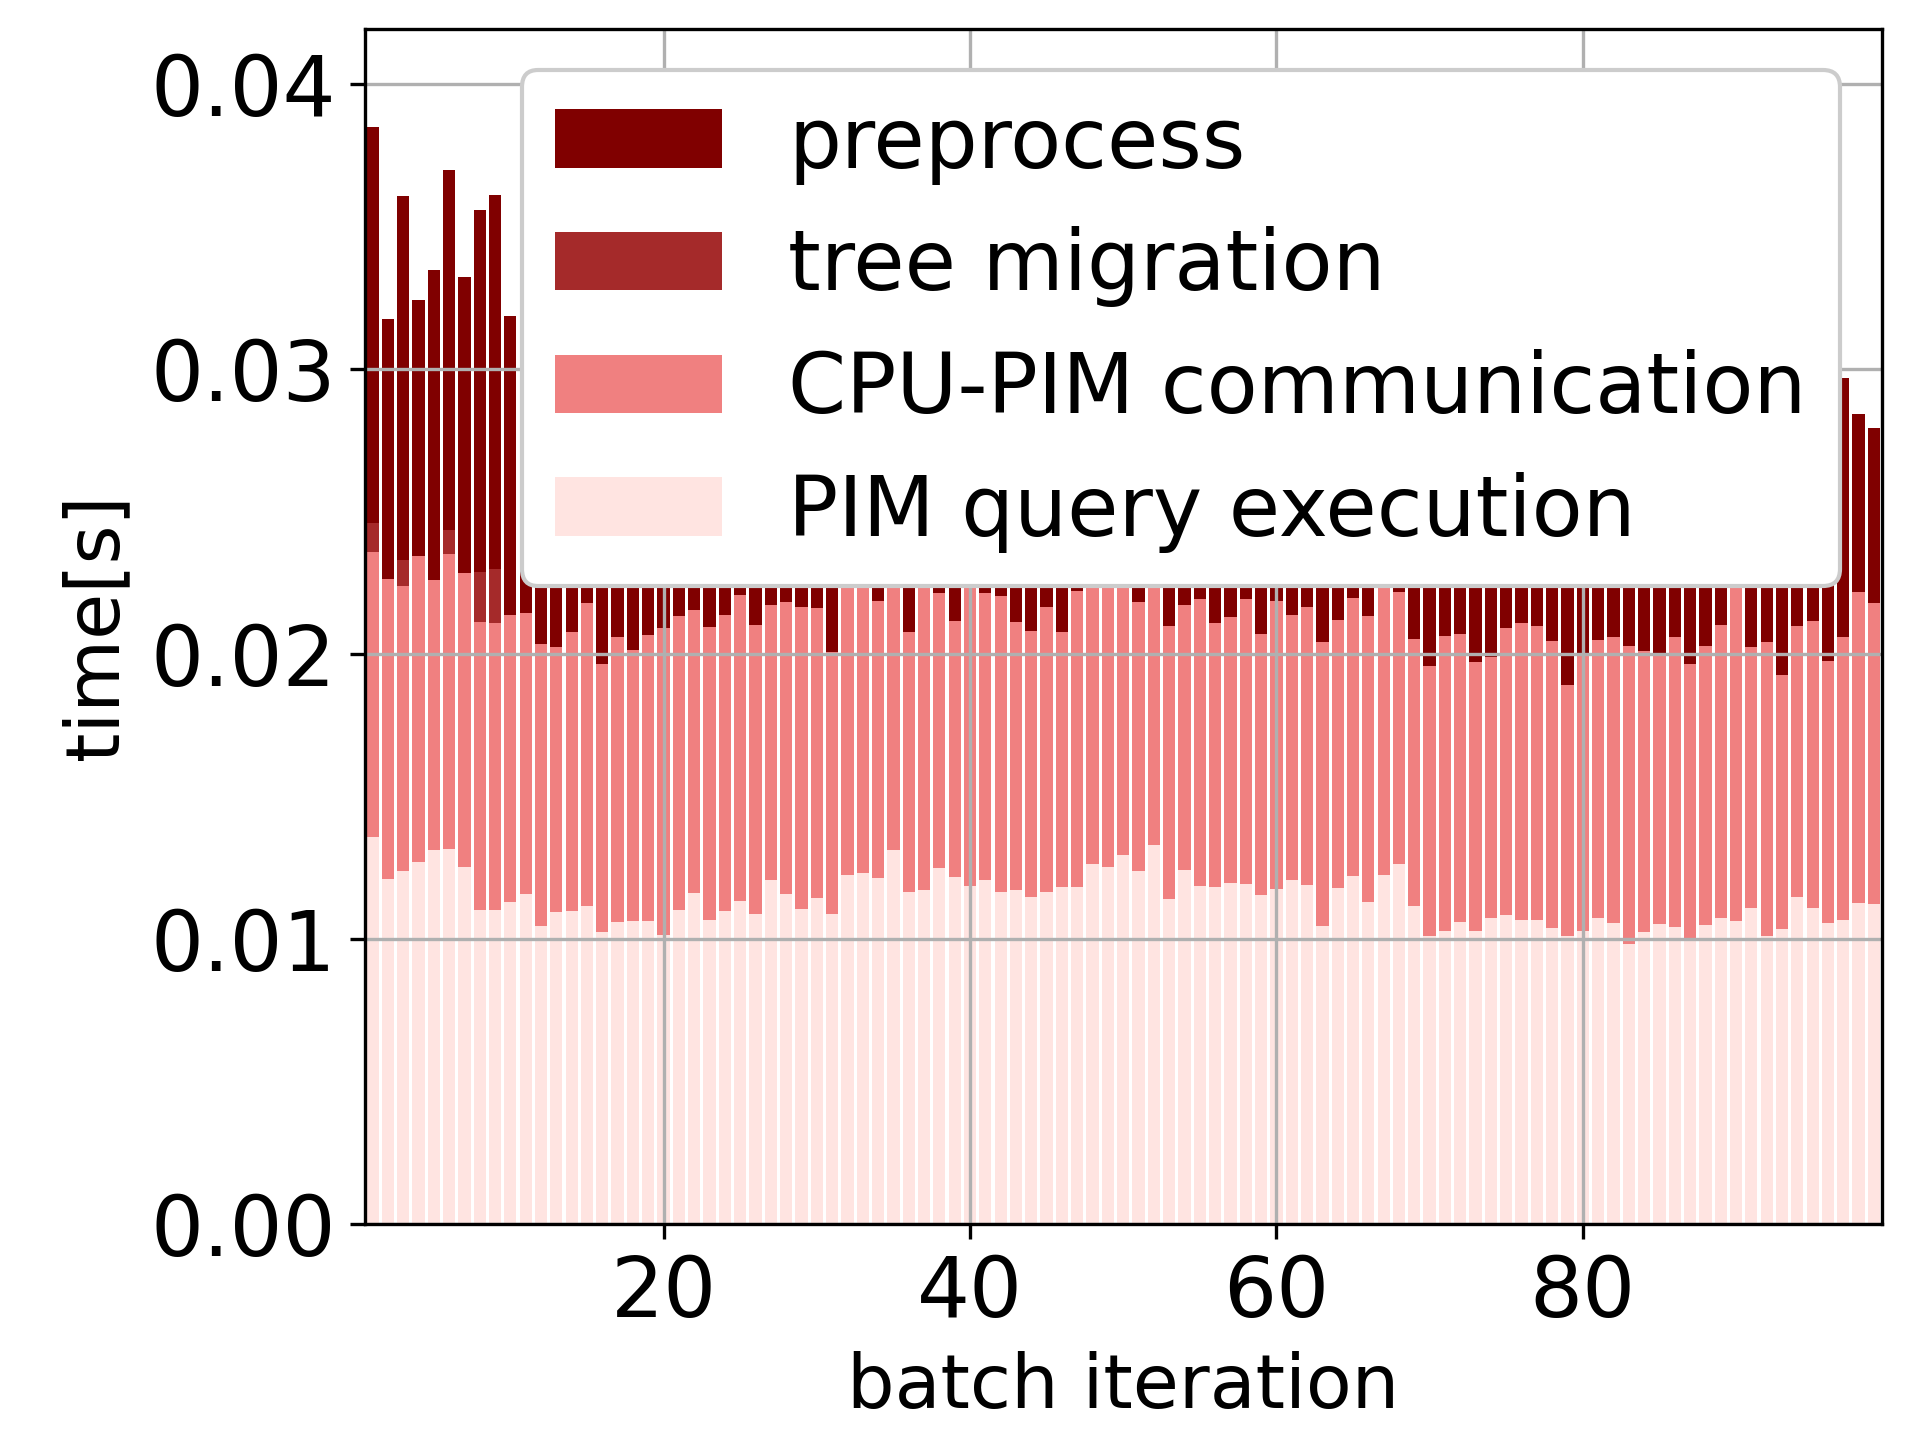 0.04
0.03
0.02
0.01
0.00
time[s]
preprocess
tree migration
CPU-PIM communication
PIM query execution
20
40
60
80
batch iteration